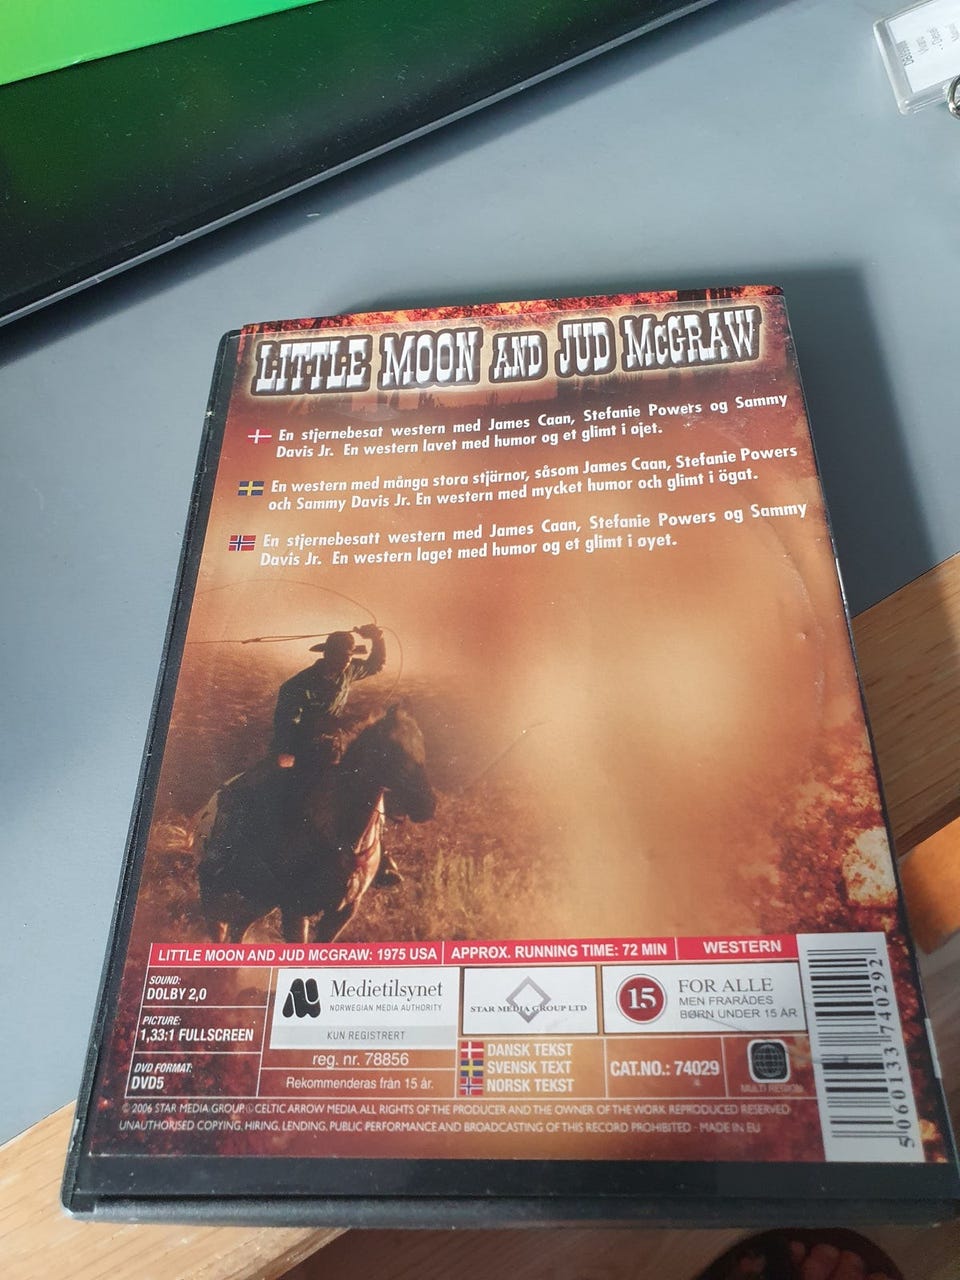 LITTLE MOON AND JUD McGRAW
En stjernebesat western med James Caan, Stefanie Powers og Sammy
Davis Jr. En western lavet med humor og et glimt i øjet.
En western med många stora stjärnor, såsom James Caan, Stefanie Powers
och Sammy Davis Jr. En western med mycket humor och glimt i ögat.
En stjernebesatt western med James Caan, Stefanie Powers og Sammy
Davis Jr. En western laget med humor og et glimt i øyet.
LITTLE MOON AND JUD MCGRAW: 1975 USA
APPROX. RUNNING TIME: 72 MIN
WESTERN
SOUND:
DOLBY 2,0
PICTURE:
1,33:1 FULLSCREEN
DVD FORMAT:
DVD5
Medietilsynet
NORWEGIAN MEDIA AUTHORITY
KUN REGISTRERT
reg. nr. 78856
Rekommenderas från 15 år.
STAR MEDIA GROUP LTD
15
FOR ALLE
MEN FRARÅDES
BØRN UNDER 15 ÅR
DANSK TEKST
SVENSK TEXT
NORSK TEKST
CAT.NO.: 74029
MULTI REGION
© 2006 STAR MEDIA GROUP. © CELTIC ARROW MEDIA. ALL RIGHTS OF THE PRODUCER AND THE OWNER OF THE WORK REPRODUCED RESERVED
UNAUTHORISED COPYING, HIRING, LENDING, PUBLIC PERFORMANCE AND BROADCASTING OF THIS RECORD PROHIBITED - MADE IN EU
5060133740292